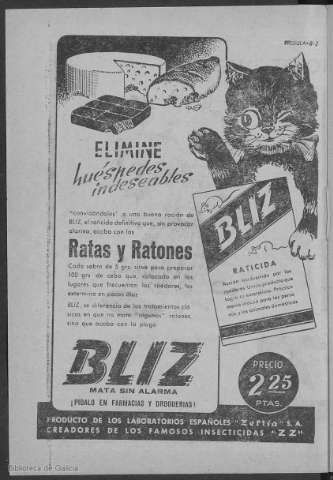 ELIMINE
huéspedes
indeseables
"convidándoles" a una buena ración de
BLIZ, el raticida definitivo que, sin provocar
alarma, acaba con las
Ratas y Ratones
Cada sobre de 5 grs. sirve para preparar
100 grs. de cebo que, colocado en los
lugares que frecuentan los roedores, los
extermina en pocos días.
BLIZ, se diferencia de los tratamientos clá-
sicos en que no mata "algunos" ratones,
sino que acaba con la plaga
BLIZ
MATA SIN ALARMA
¡PIDALO EN FARMACIAS Y DROGUERIAS!
BLIZ
RATICIDA
PRECIO
2.25
PTAS.
PRODUCTO DE LOS LABORATORIOS ESPAÑOLES "Zeltia" S. A.
CREADORES DE LOS FAMOSOS INSECTICIDAS "ZZ"
Biblioteca de Galicia